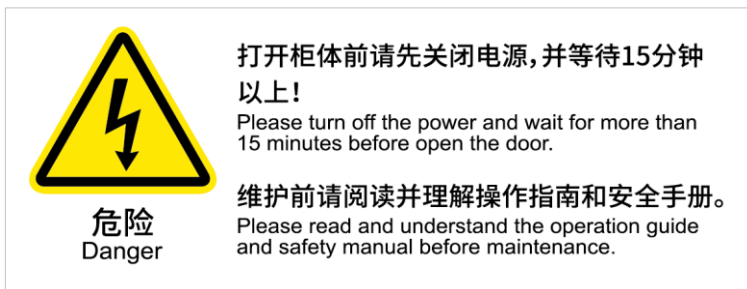 危险
Danger
打开柜体前请先关闭电源,并等待15分钟
以上!
Please turn off the power and wait for more than
15 minutes before open the door.
维护前请阅读并理解操作指南和安全手册。
Please read and understand the operation guide
and safety manual before maintenance.